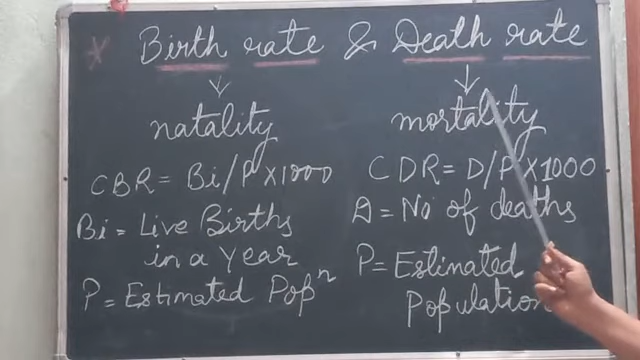 * Birth rate & Death rate
↓
natality
CBR = Bi/P X1000
Bi = Live Births
in a Year
P = Estimated Popⁿ
↓
mortality
CDR = D/P X1000
D = No of deaths
P = Estimated
Population